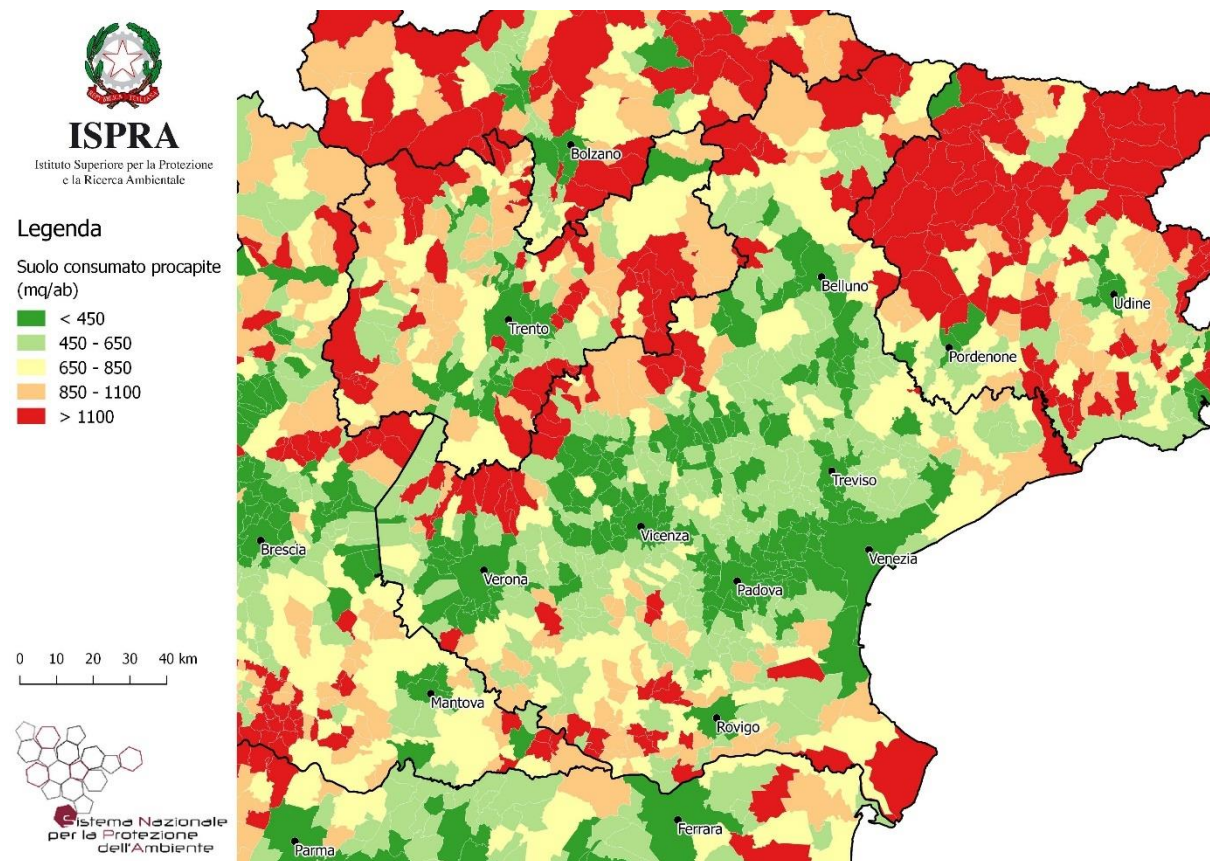 REPVBBLICA ITALIANA
ISPRA
Istituto Superiore per la Protezione
e la Ricerca Ambientale
Legenda
Suolo consumato procapite
(mq/ab)
< 450
450 - 650
650 - 850
850 - 1100
> 1100
0 10 20 30 40 km
Sistema Nazionale
per la Protezione
dell'Ambiente
Bolzano
Trento
Belluno
Udine
Pordenone
Treviso
Brescia
Vicenza
Venezia
Verona
Padova
Mantova
Rovigo
Ferrara
Parma